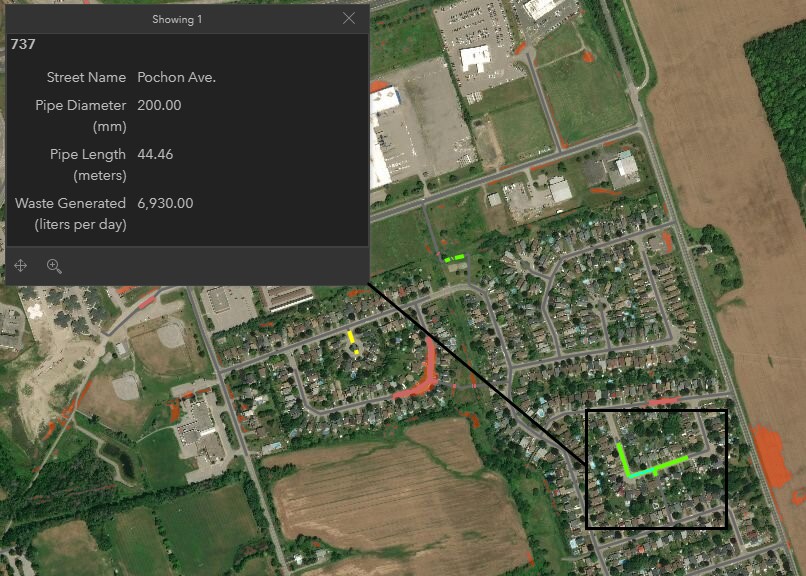 Showing 1
737
Street Name Pochon Ave.
Pipe Diameter 200.00
(mm)
Pipe Length 44.46
(meters)
Waste Generated 6,930.00
(liters per day)